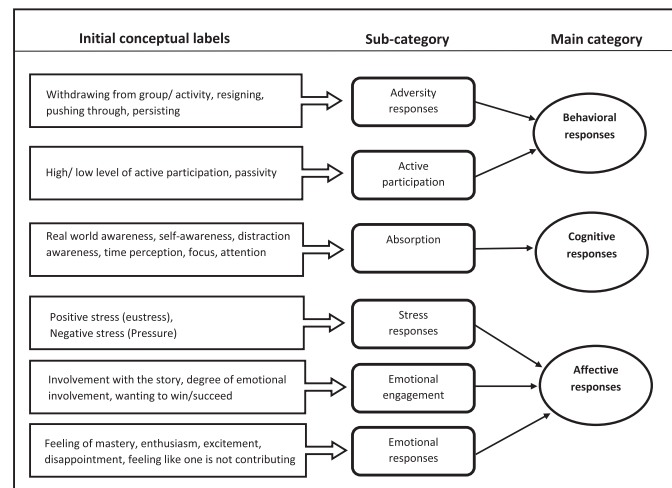 Initial conceptual labels
Sub-category
Main category
Withdrawing from group/ activity, resigning,
pushing through, persisting
Adversity
responses
Behavioral
responses
High/ low level of active participation, passivity
Active
participation
Real world awareness, self-awareness, distraction
awareness, time perception, focus, attention
Absorption
Cognitive
responses
Positive stress (eustress),
Negative stress (Pressure)
Stress
responses
Involvement with the story, degree of emotional
involvement, wanting to win/succeed
Emotional
engagement
Affective
responses
Feeling of mastery, enthusiasm, excitement,
disappointment, feeling like one is not contributing
Emotional
responses